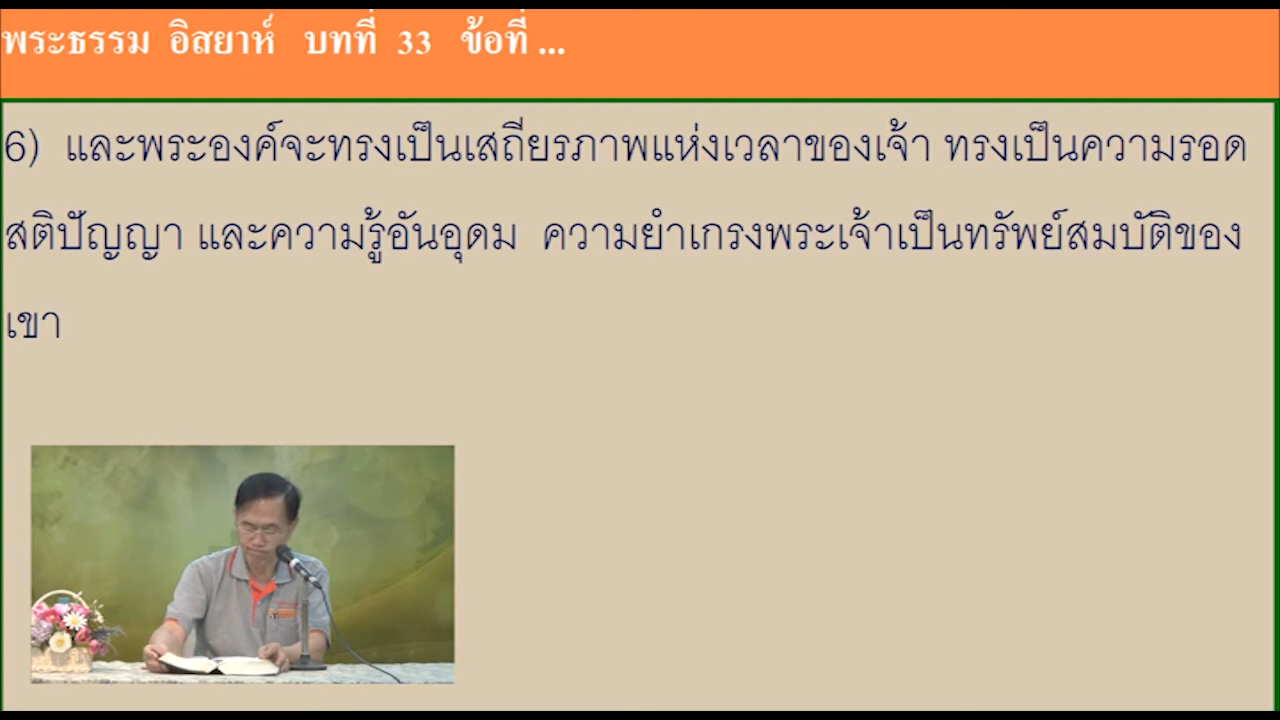 พระธรรม อิสยาห์ บทที่ 33 ข้อที่ ...
6) และพระองค์จะทรงเป็นเสถียรภาพแห่งเวลาของเจ้า ทรงเป็นความรอด
สติปัญญา และความรู้อันอุดม ความยำเกรงพระเจ้าเป็นทรัพย์สมบัติของ
เขา